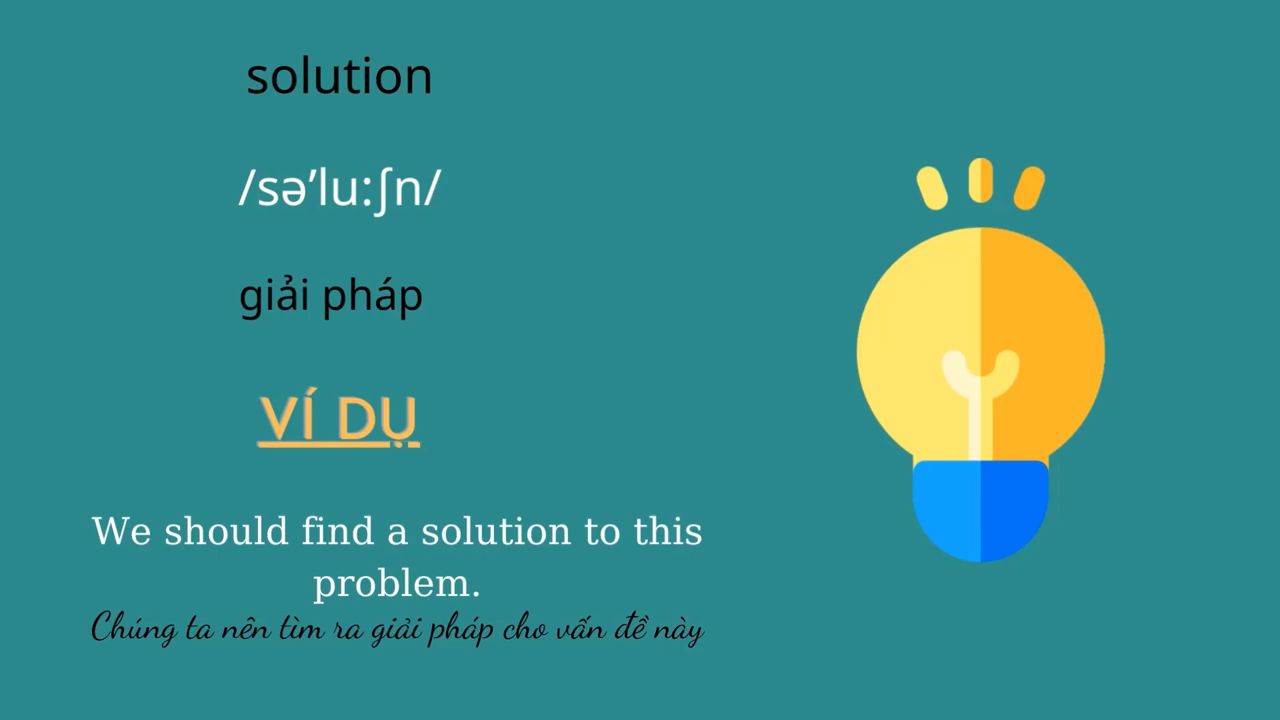 solution
/sə’lu:ʃn/
giải pháp
VÍ DỤ
We should find a solution to this
problem.
Chúng ta nên tìm ra giải pháp cho vấn đề này